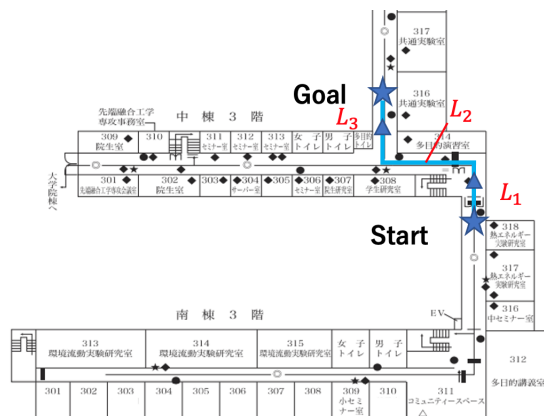 317
共通実験室
Goal
316
共通実験室
L₂
L₃
先端融合工学
専攻事務室
中棟3階
309
院生室
310
311
セミナー室
312
セミナー室
313
セミナー室
女子
トイレ
男子
トイレ
多目的
トイレ
314
多目的演習室
大学院棟へ
301
先端融合工学専攻会議室
302
院生室
303
304
サーバー室
305
306
セミナー室
307
院生研究室
308
学生研究室
L₁
Start
318
熱エネルギー
実験研究室
317
熱エネルギー
実験研究室
316
中セミナー室
EV
南棟3階
313
環境流動実験研究室
314
環境流動実験研究室
315
環境流動実験研究室
女子
トイレ
男子
トイレ
312
多目的講義室
301
302
303
304
305
306
307
308
309
小セミ
ナー室
310
311
コミュニティースペース